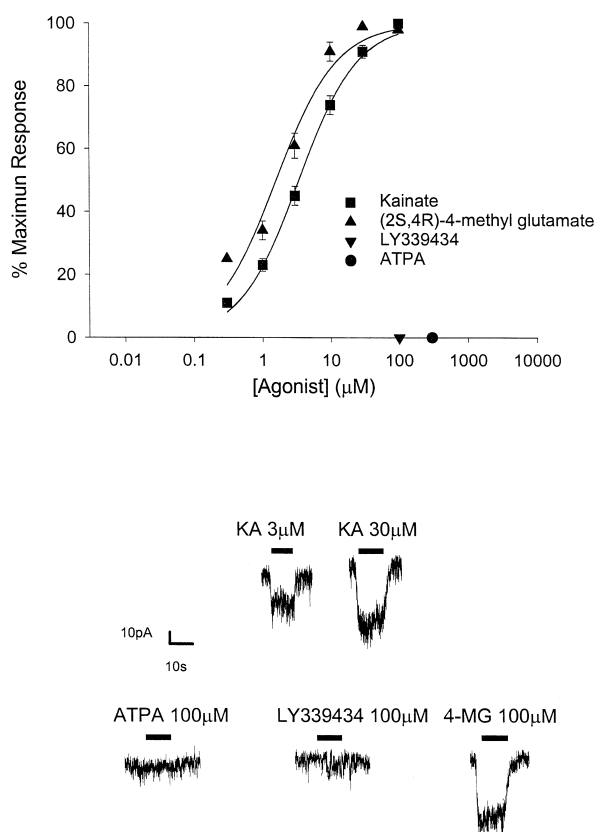 100
80
60
40
20
0
% Maximun Response
0.01 0.1 1 10 100 1000 10000
[Agonist] (μM)
Kainate
(2S,4R)-4-methyl glutamate
LY339434
ATPA
KA 3μM KA 30μM
10pA
10s
ATPA 100μM LY339434 100μM 4-MG 100μM